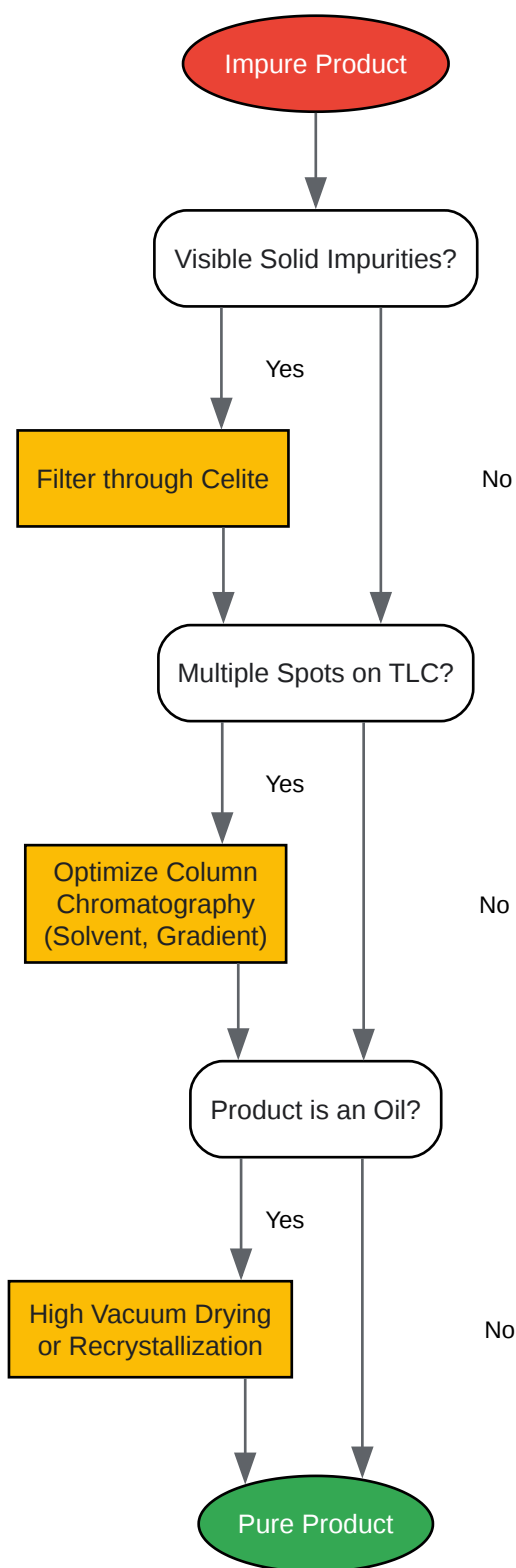 Impure Product
Visible Solid Impurities?
Yes
Filter through Celite
No
Multiple Spots on TLC?
Yes
Optimize Column
Chromatography
(Solvent, Gradient)
No
Product is an Oil?
Yes
High Vacuum Drying
or Recrystallization
No
Pure Product